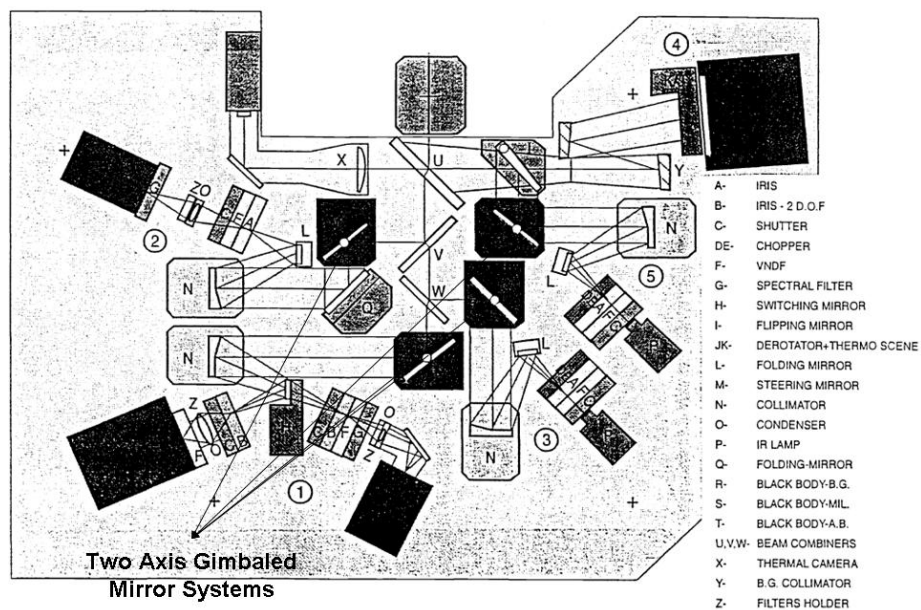 4
X
U
Y
ZO
G
C F A
L
2
N
V
W
Q
N
5
L
L
3
N
N
Z
F O G B
H
C B F G
O
Z
1
P
A- IRIS
B- IRIS - 2 D.O.F
C- SHUTTER
DE- CHOPPER
F- VNDF
G- SPECTRAL FILTER
H- SWITCHING MIRROR
I- FLIPPING MIRROR
JK- DEROTATOR+THERMO SCENE
L- FOLDING MIRROR
M- STEERING MIRROR
N- COLLIMATOR
O- CONDENSER
P- IR LAMP
Q- FOLDING-MIRROR
R- BLACK BODY-B.G.
S- BLACK BODY-MIL.
T- BLACK BODY-A.B.
U,V,W- BEAM COMBINERS
X- THERMAL CAMERA
Y- B.G. COLLIMATOR
Z- FILTERS HOLDER
Two Axis Gimbaled
Mirror Systems